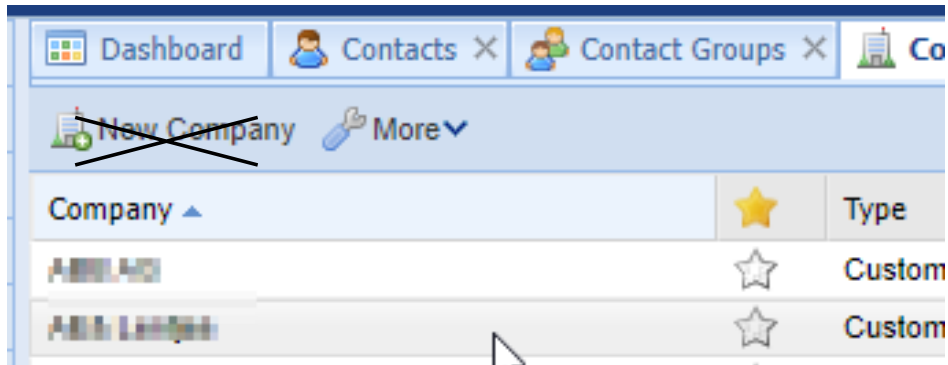 Dashboard Contacts Contact Groups Co
New Company More
Company Type
Custom
Custom